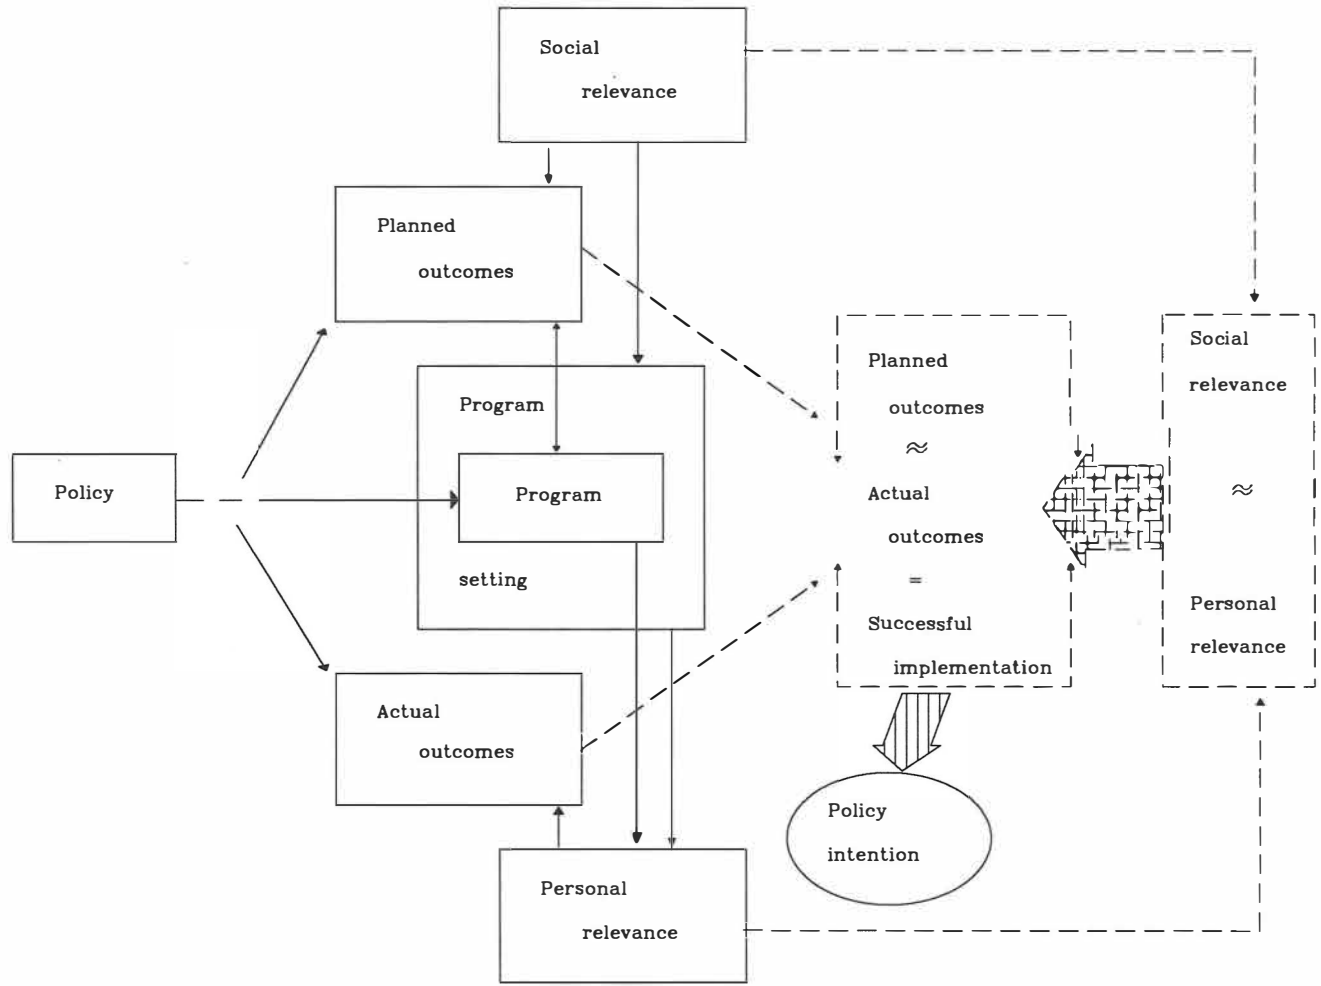 Social
relevance
Planned
outcomes
Program
Policy
Program
setting
Actual
outcomes
Personal
relevance
Planned
outcomes
≈
Actual
outcomes
=
Successful
implementation
Policy
intention
Social
relevance
≈
Personal
relevance